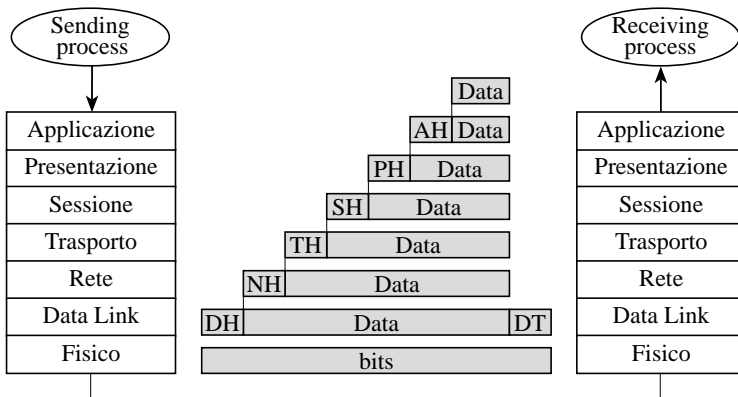 Sending
process
Receiving
process
Data
Applicazione
AH Data
Applicazione
Presentazione
PH Data
Presentazione
Sessione
SH Data
Sessione
Trasporto
TH Data
Trasporto
Rete
NH Data
Rete
Data Link
DH Data DT
Data Link
Fisico
bits
Fisico